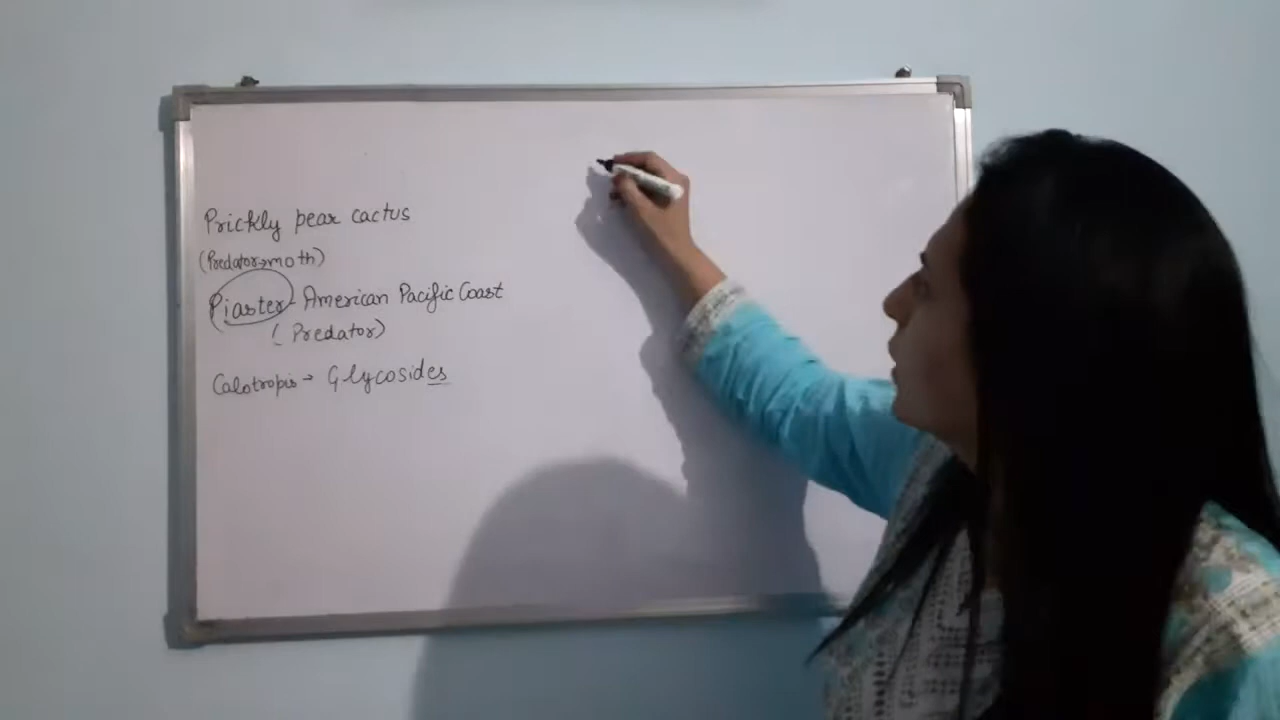 Prickly pear cactus
(Predator→moth)
Piaster - American Pacific Coast
(Predator)
Calotropis → Glycosides